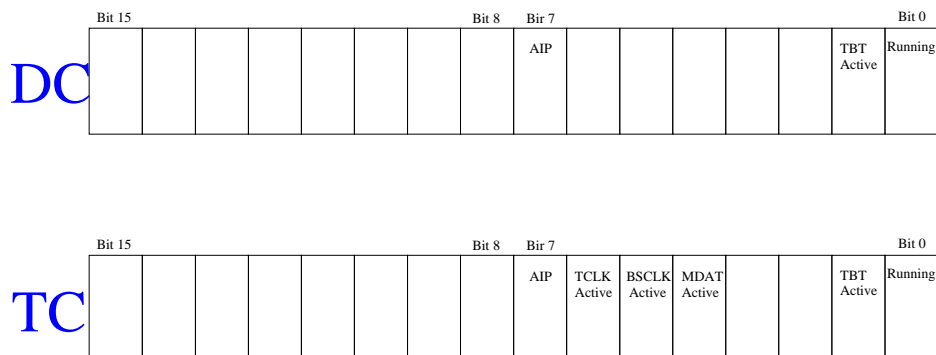 Bit 15 Bit 8 Bir 7 Bit 0
DC
AIP TBT Active Running
Bit 15 Bit 8 Bir 7 Bit 0
TC
AIP TCLK Active BSCLK Active MDAT Active TBT Active Running